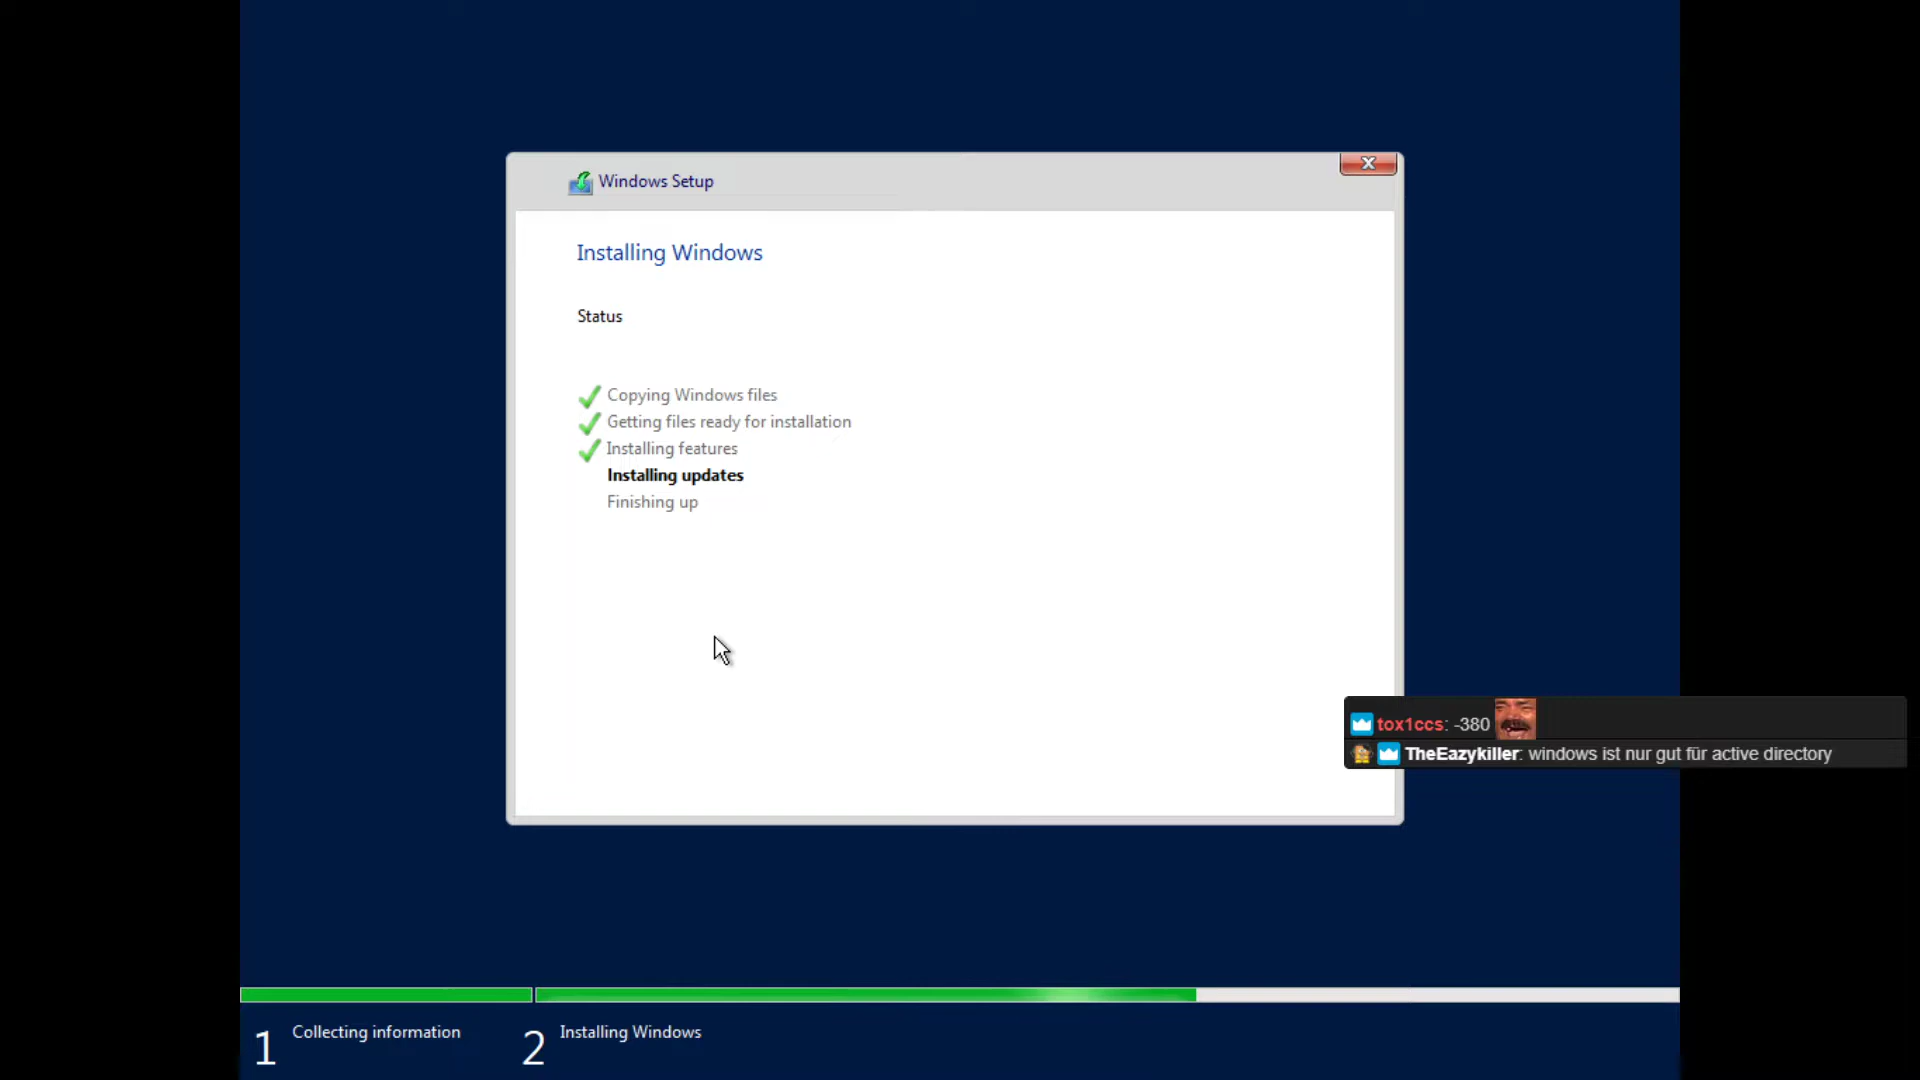 Windows Setup
Installing Windows
Status
Copying Windows files
Getting files ready for installation
Installing features
Installing updates
Finishing up
tox1ccs: -380
TheEazykiller: windows ist nur gut für active directory
1 Collecting information
2 Installing Windows